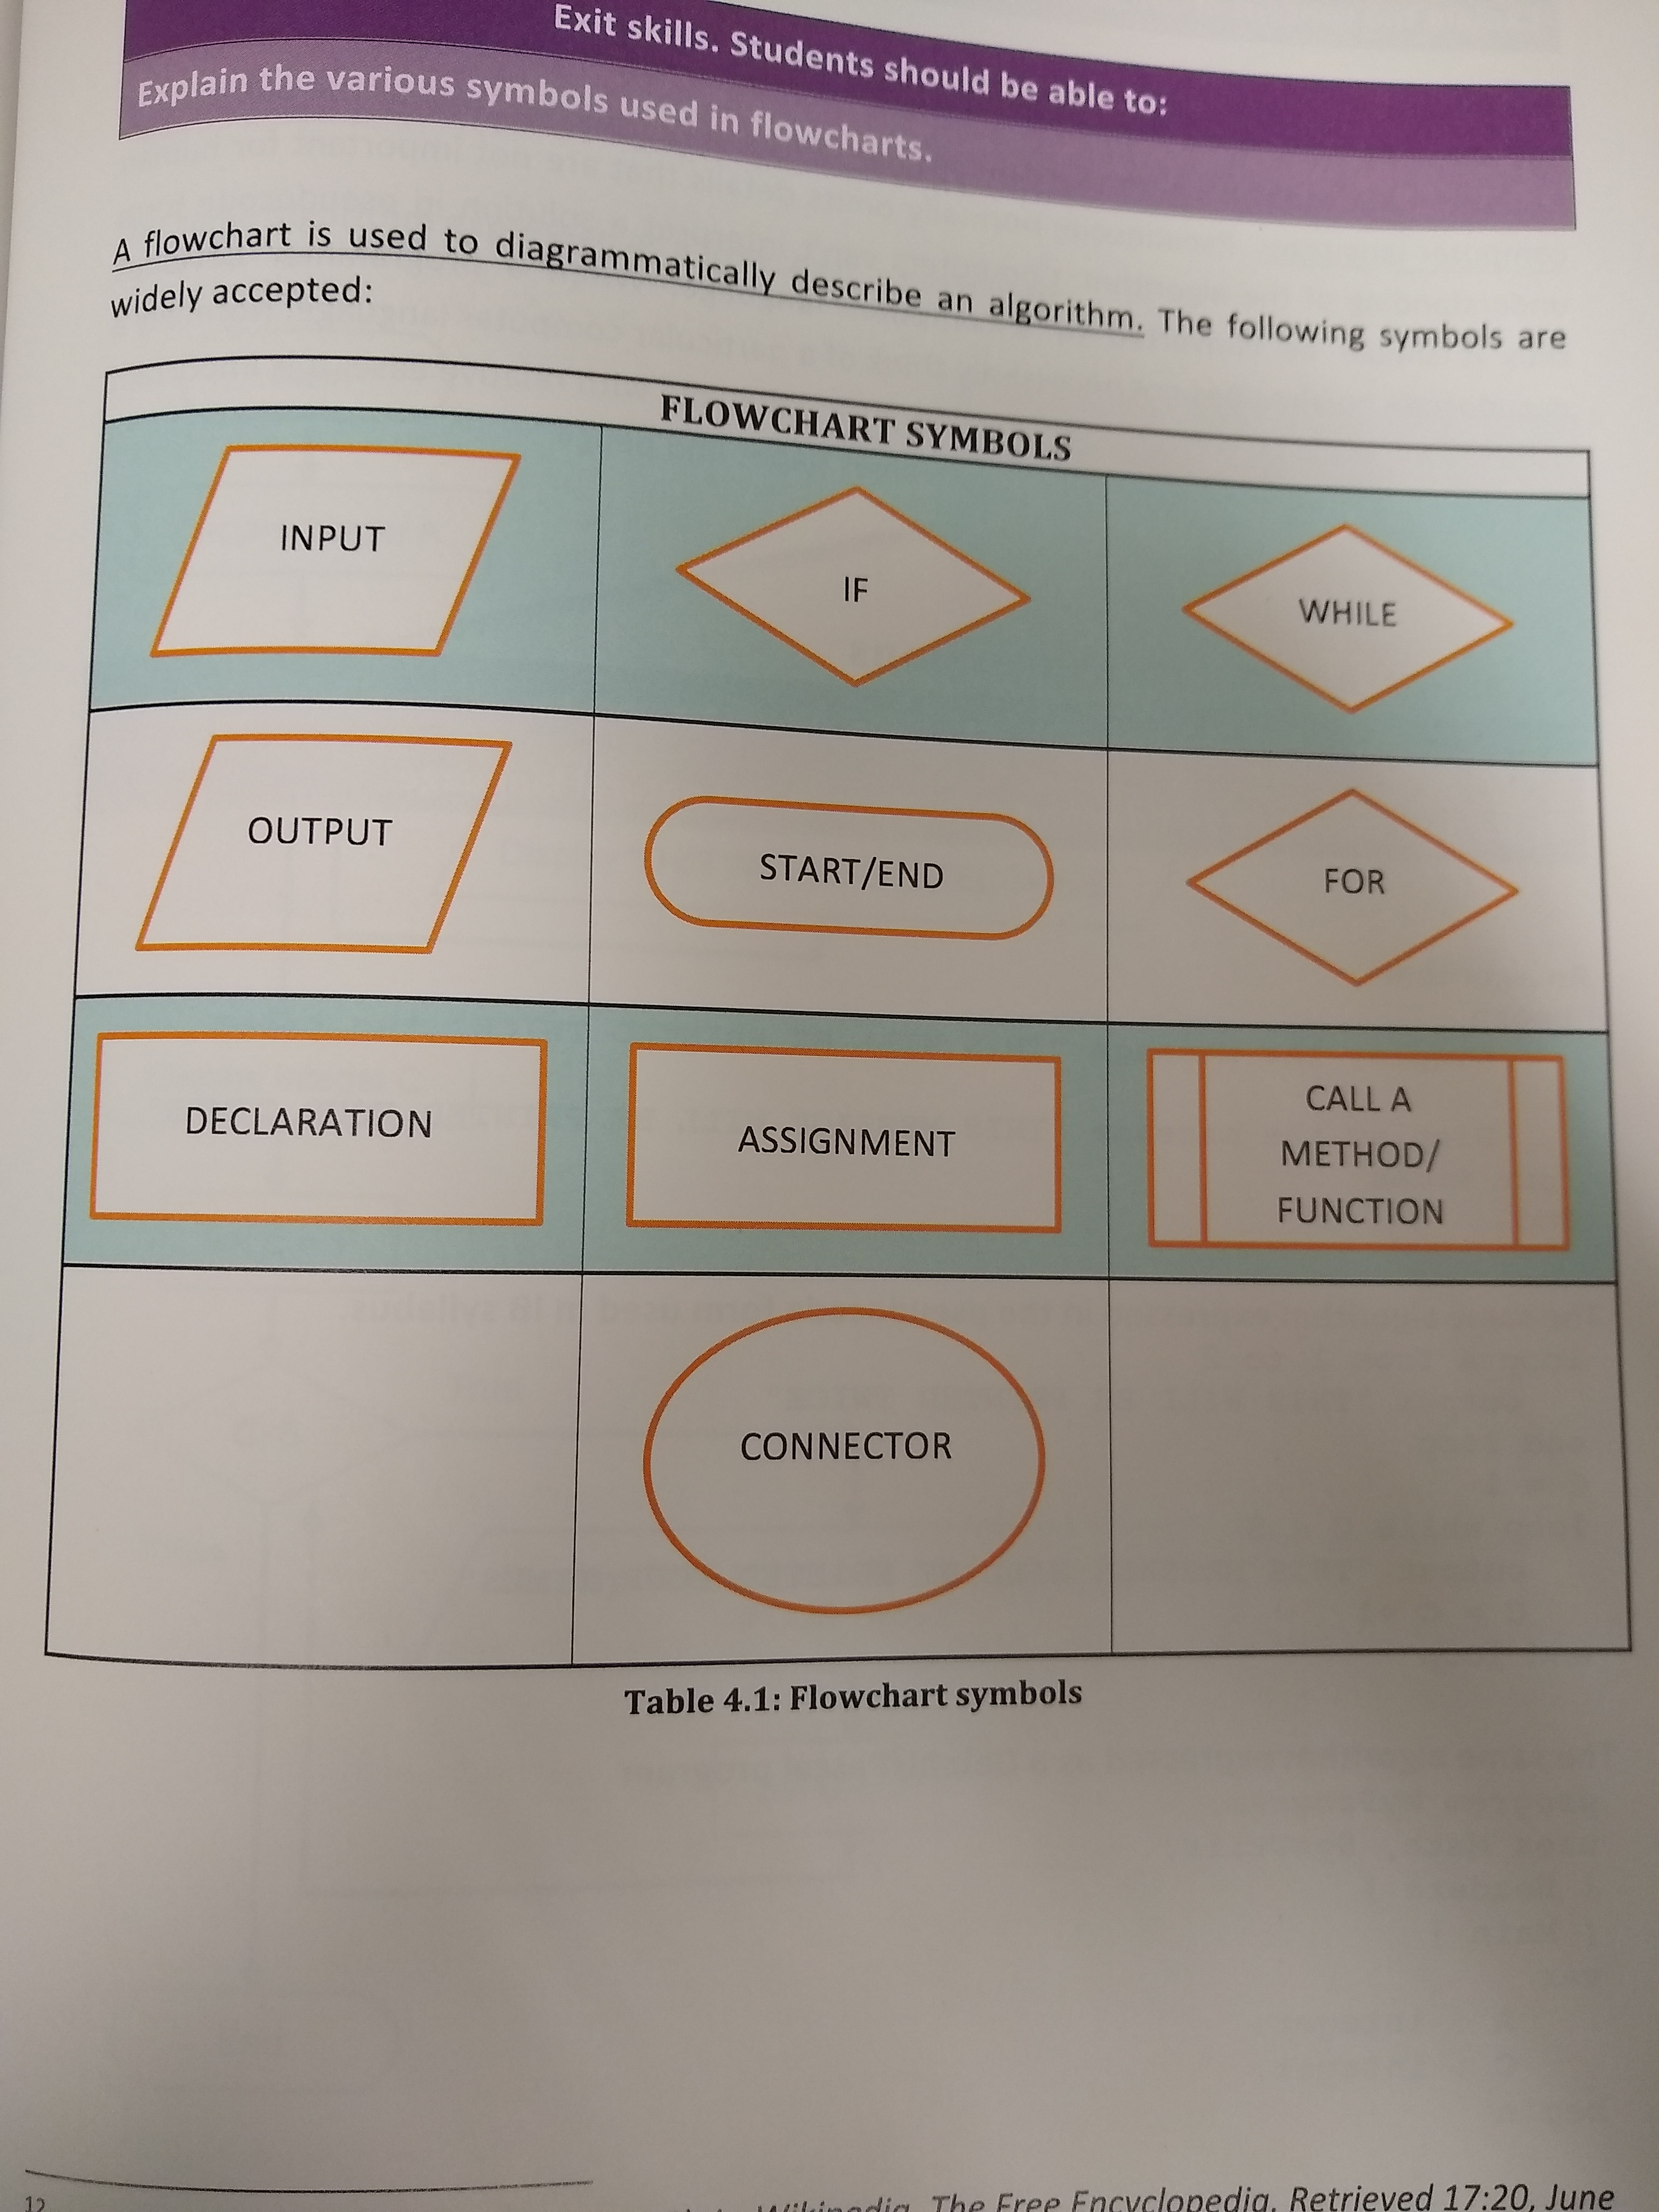 Exit skills. Students should be able to:
Explain the various symbols used in flowcharts.
A flowchart is used to diagrammatically describe an algorithm. The following symbols are
widely accepted:
FLOWCHART SYMBOLS
INPUT
IF
WHILE
OUTPUT
START/END
FOR
DECLARATION
ASSIGNMENT
CALL A
METHOD/
FUNCTION
CONNECTOR
Table 4.1: Flowchart symbols
12
Wikipedia, The Free Encyclopedia. Retrieved 17:20, June